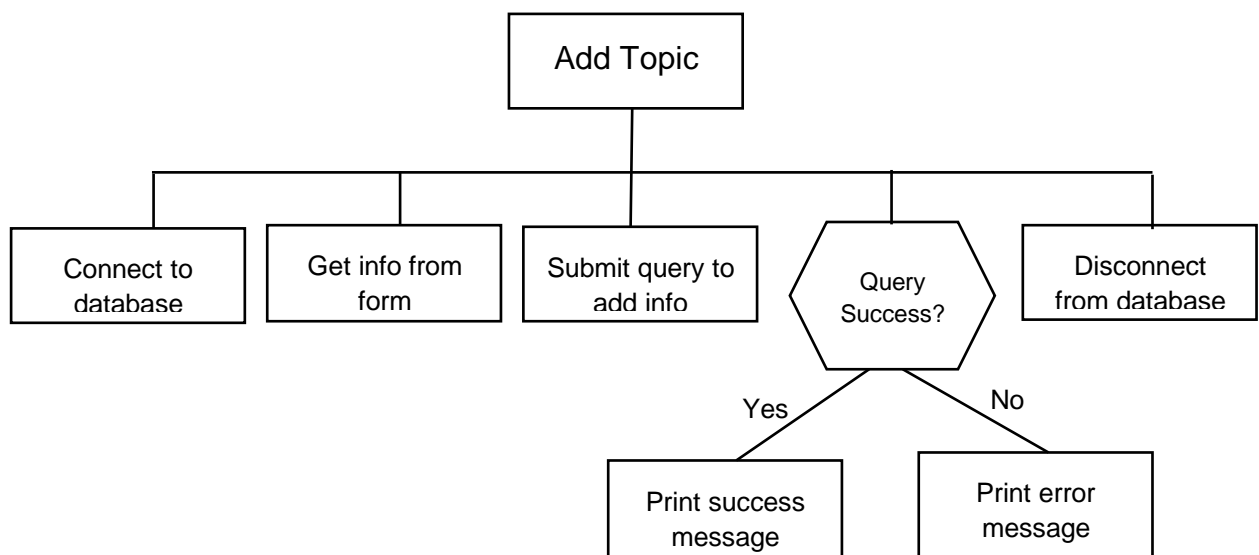 Add Topic
Connect to
database
Get info from
form
Submit query to
add info
Query
Success?
Disconnect
from database
Yes
No
Print success
message
Print error
message